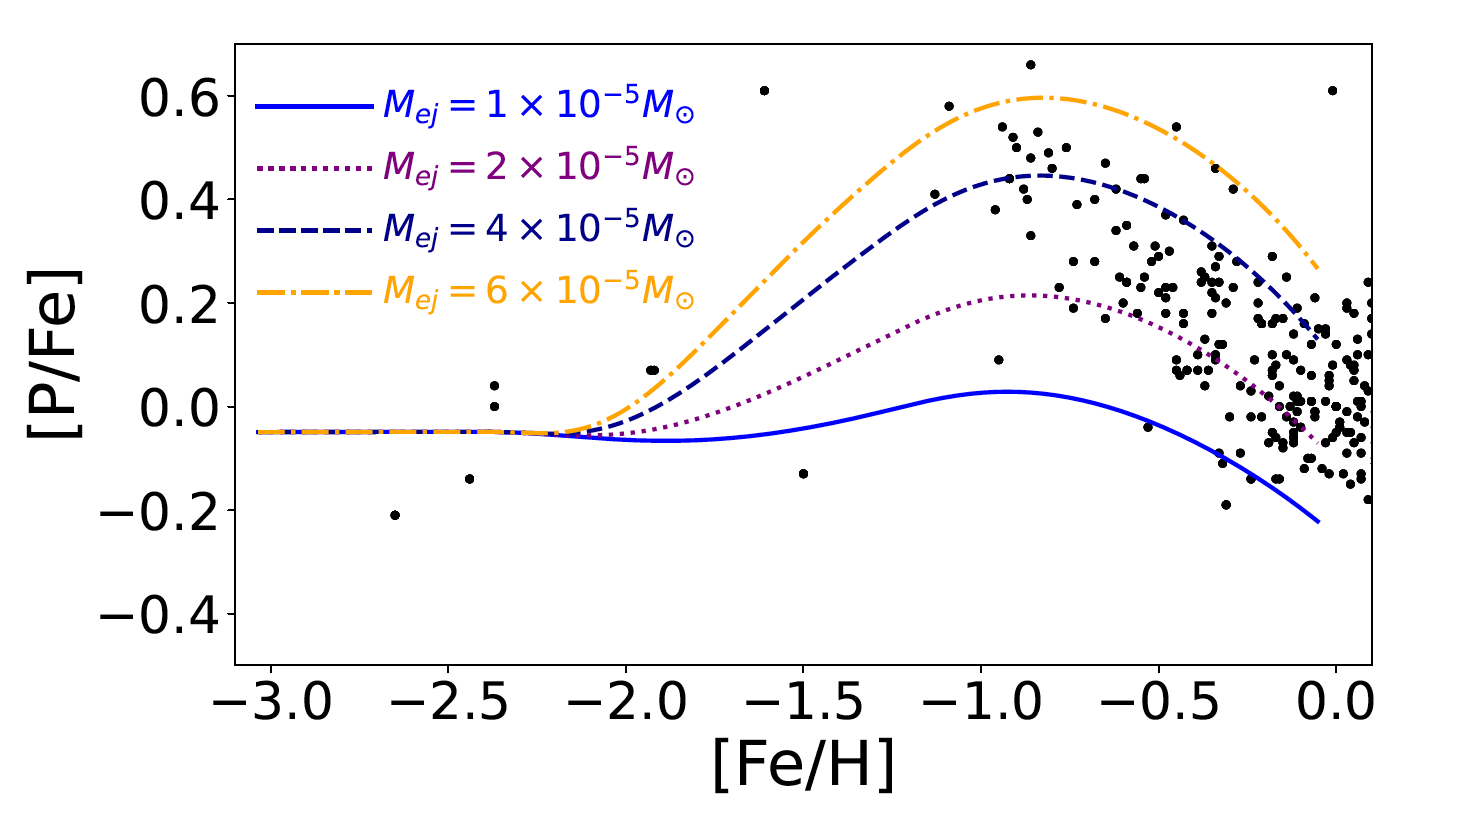 0.6
0.4
0.2
0.0
−0.2
−0.4
[P/Fe]
M_ej = 1 × 10^−5 M_⊙
M_ej = 2 × 10^−5 M_⊙
M_ej = 4 × 10^−5 M_⊙
M_ej = 6 × 10^−5 M_⊙
−3.0 −2.5 −2.0 −1.5 −1.0 −0.5 0.0
[Fe/H]